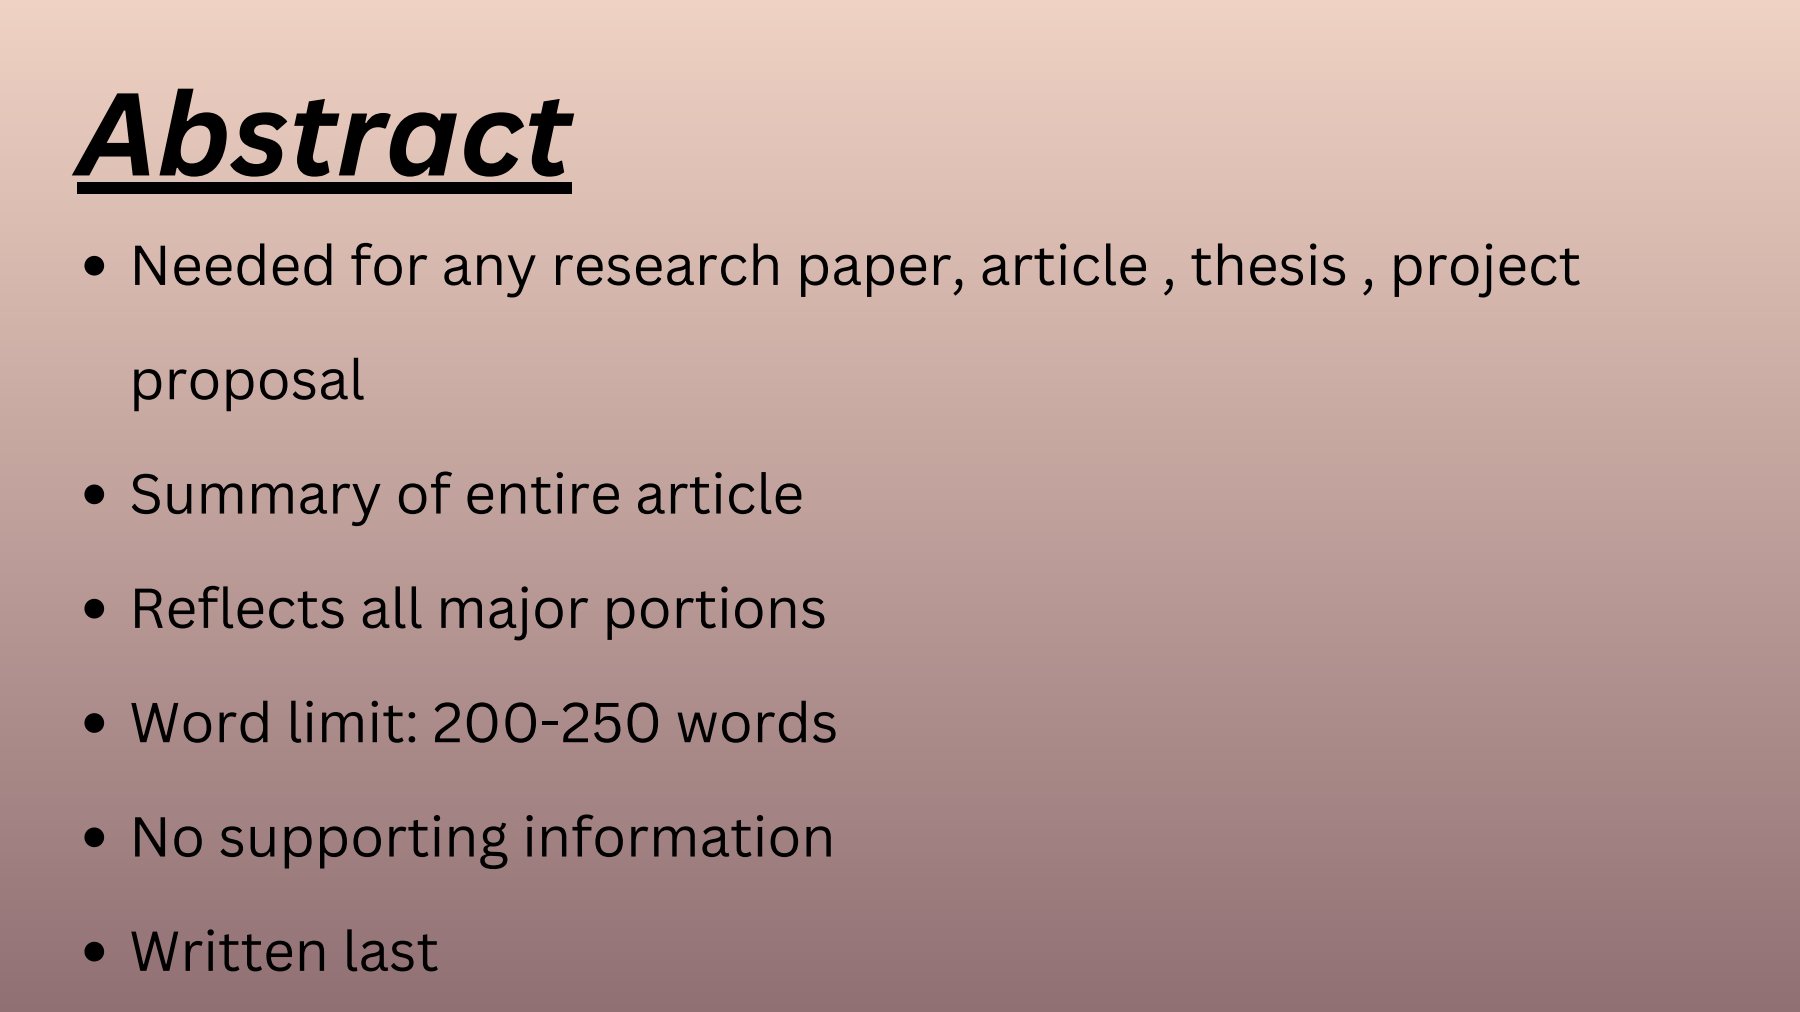 Abstract
• Needed for any research paper, article , thesis , project
proposal
• Summary of entire article
• Reflects all major portions
• Word limit: 200-250 words
• No supporting information
• Written last